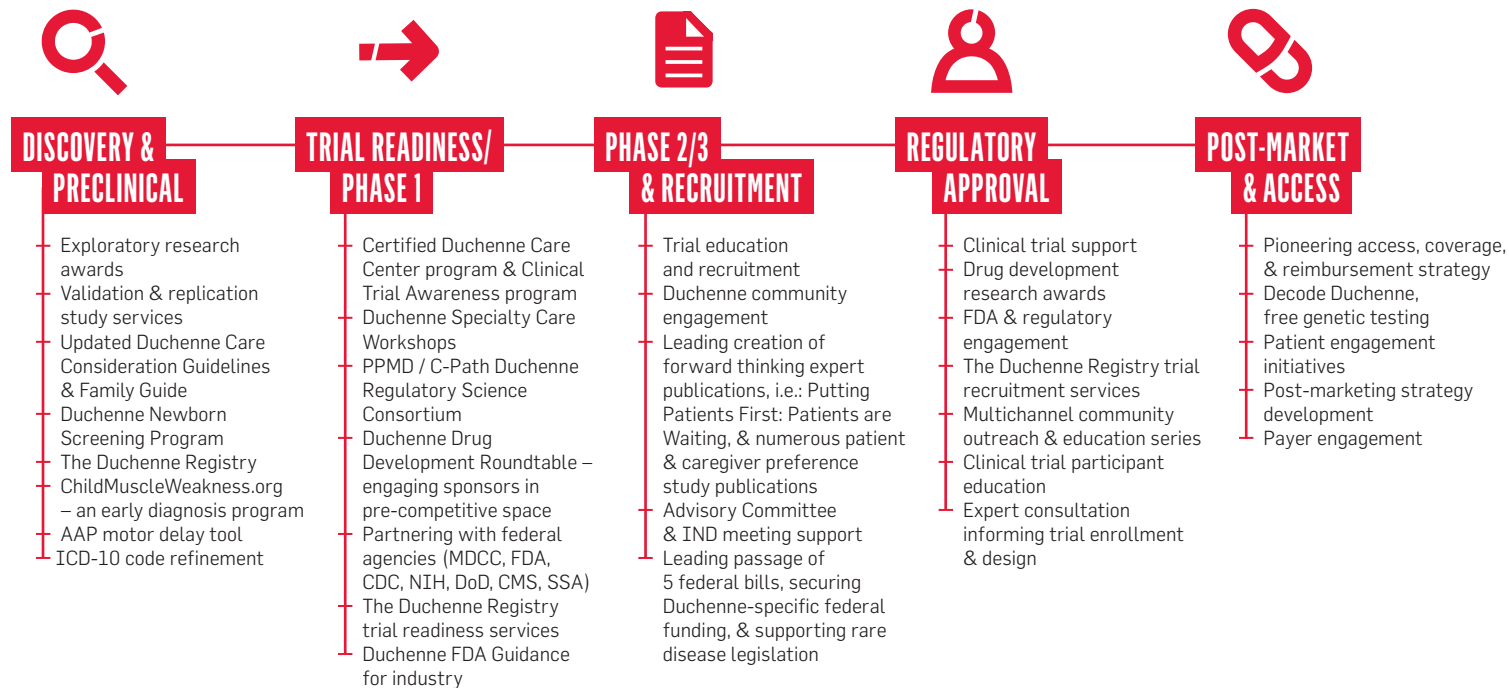 DISCOVERY &
PRECLINICAL
Exploratory research
awards
Validation & replication
study services
Updated Duchenne Care
Consideration Guidelines
& Family Guide
Duchenne Newborn
Screening Program
The Duchenne Registry
ChildMuscleWeakness.org
– an early diagnosis program
AAP motor delay tool
ICD-10 code refinement
TRIAL READINESS/
PHASE 1
Certified Duchenne Care
Center program & Clinical
Trial Awareness program
Duchenne Specialty Care
Workshops
PPMD / C-Path Duchenne
Regulatory Science
Consortium
Duchenne Drug
Development Roundtable –
engaging sponsors in
pre-competitive space
Partnering with federal
agencies (MDCC, FDA,
CDC, NIH, DoD, CMS, SSA)
The Duchenne Registry
trial readiness services
Duchenne FDA Guidance
for industry
PHASE 2/3
& RECRUITMENT
Trial education
and recruitment
Duchenne community
engagement
Leading creation of
forward thinking expert
publications, i.e.: Putting
Patients First: Patients are
Waiting, & numerous patient
& caregiver preference
study publications
Advisory Committee
& IND meeting support
Leading passage of
5 federal bills, securing
Duchenne-specific federal
funding, & supporting rare
disease legislation
REGULATORY
APPROVAL
Clinical trial support
Drug development
research awards
FDA & regulatory
engagement
The Duchenne Registry trial
recruitment services
Multichannel community
outreach & education series
Clinical trial participant
education
Expert consultation
informing trial enrollment
& design
POST-MARKET
& ACCESS
Pioneering access, coverage,
& reimbursement strategy
Decode Duchenne,
free genetic testing
Patient engagement
initiatives
Post-marketing strategy
development
Payer engagement